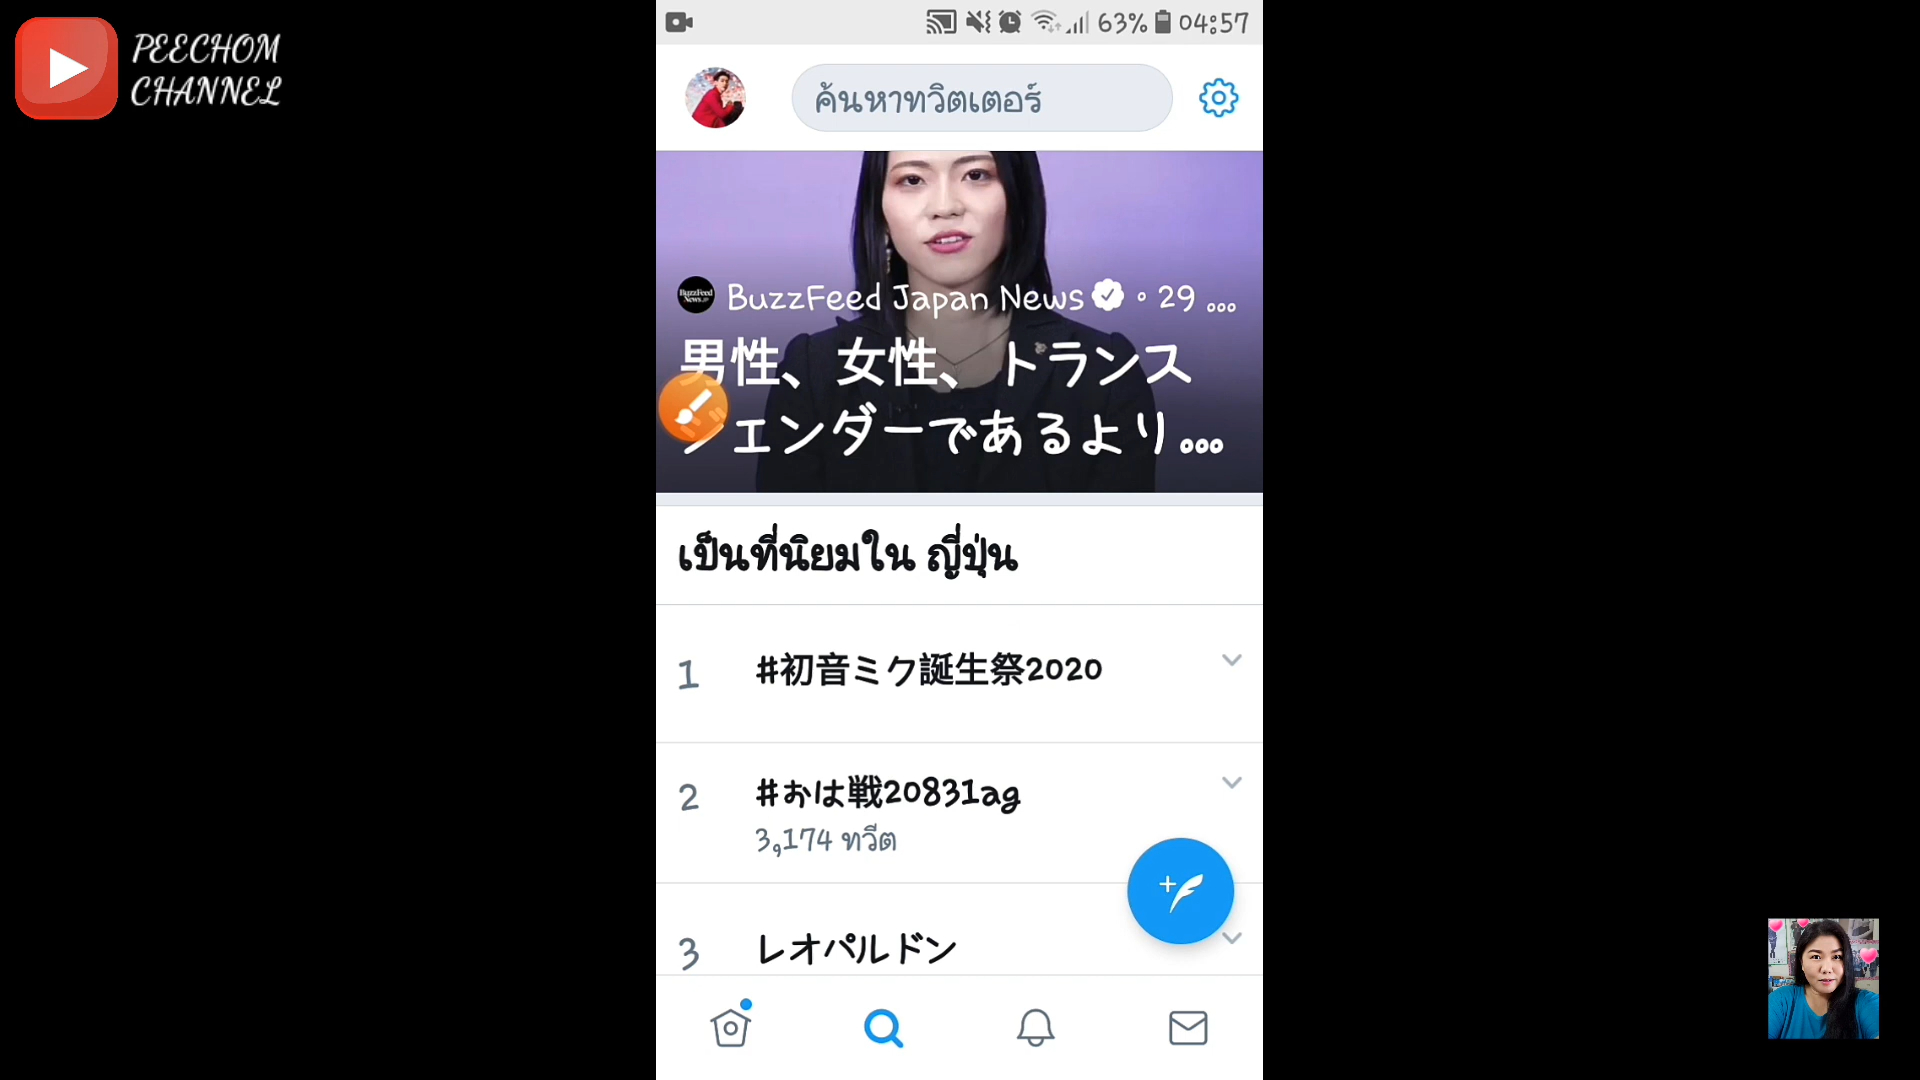 PEECHOM
CHANNEL
63% 04:57
ค้นหาทวิตเตอร์
BuzzFeed Japan News • 29 ...
男性、女性、トランス
ジェンダーであるより...
เป็นที่นิยมใน ญี่ปุ่น
1 #初音ミク誕生祭2020
2 #おは戦20831ag
3,174 ทวีต
3 レオパルドン